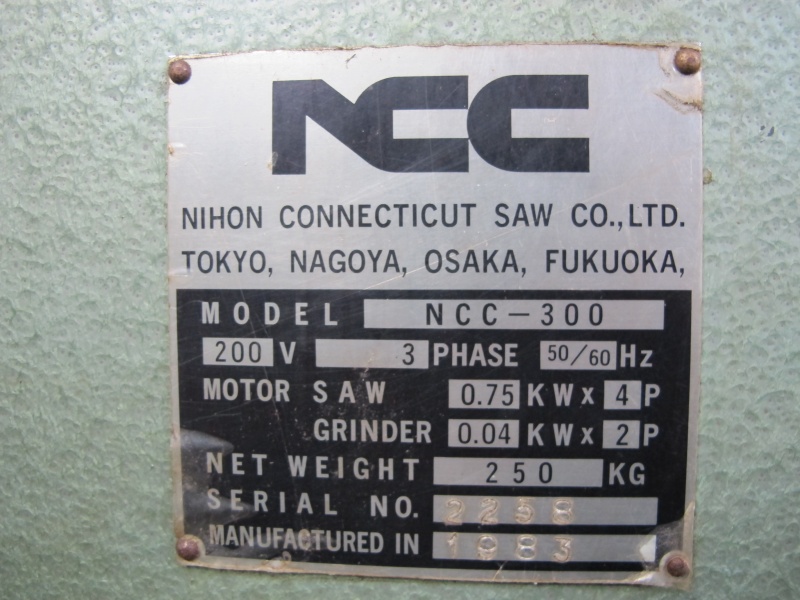 NCC
NIHON CONNECTICUT SAW CO.,LTD.
TOKYO, NAGOYA, OSAKA, FUKUOKA,
MODEL NCC-300
200 V 3 PHASE 50/60 Hz
MOTOR SAW 0.75 KW x 4 P
GRINDER 0.04 KW x 2 P
NET WEIGHT 250 KG
SERIAL NO. 2238
MANUFACTURED IN 1983